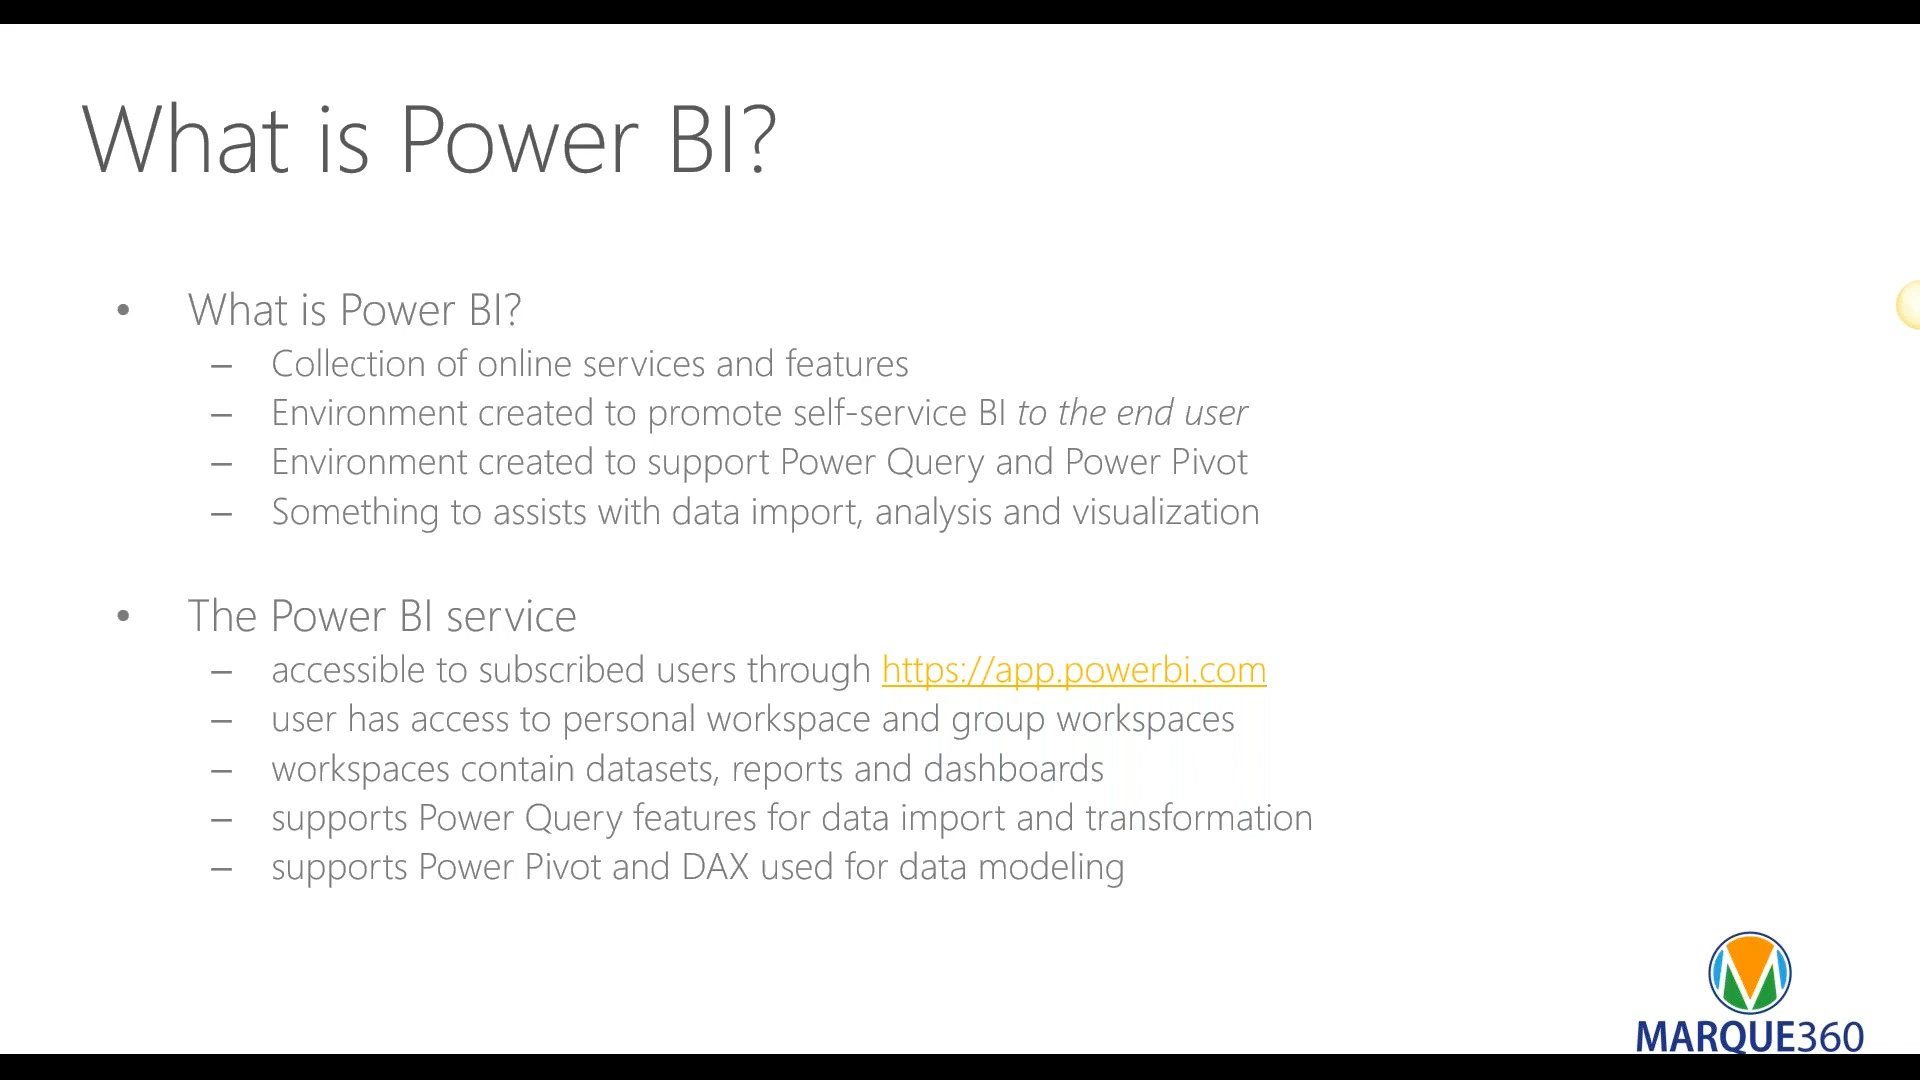 What is Power BI?
• What is Power BI?
– Collection of online services and features
– Environment created to promote self-service BI to the end user
– Environment created to support Power Query and Power Pivot
– Something to assists with data import, analysis and visualization
• The Power BI service
– accessible to subscribed users through https://app.powerbi.com
– user has access to personal workspace and group workspaces
– workspaces contain datasets, reports and dashboards
– supports Power Query features for data import and transformation
– supports Power Pivot and DAX used for data modeling
MARQUE360